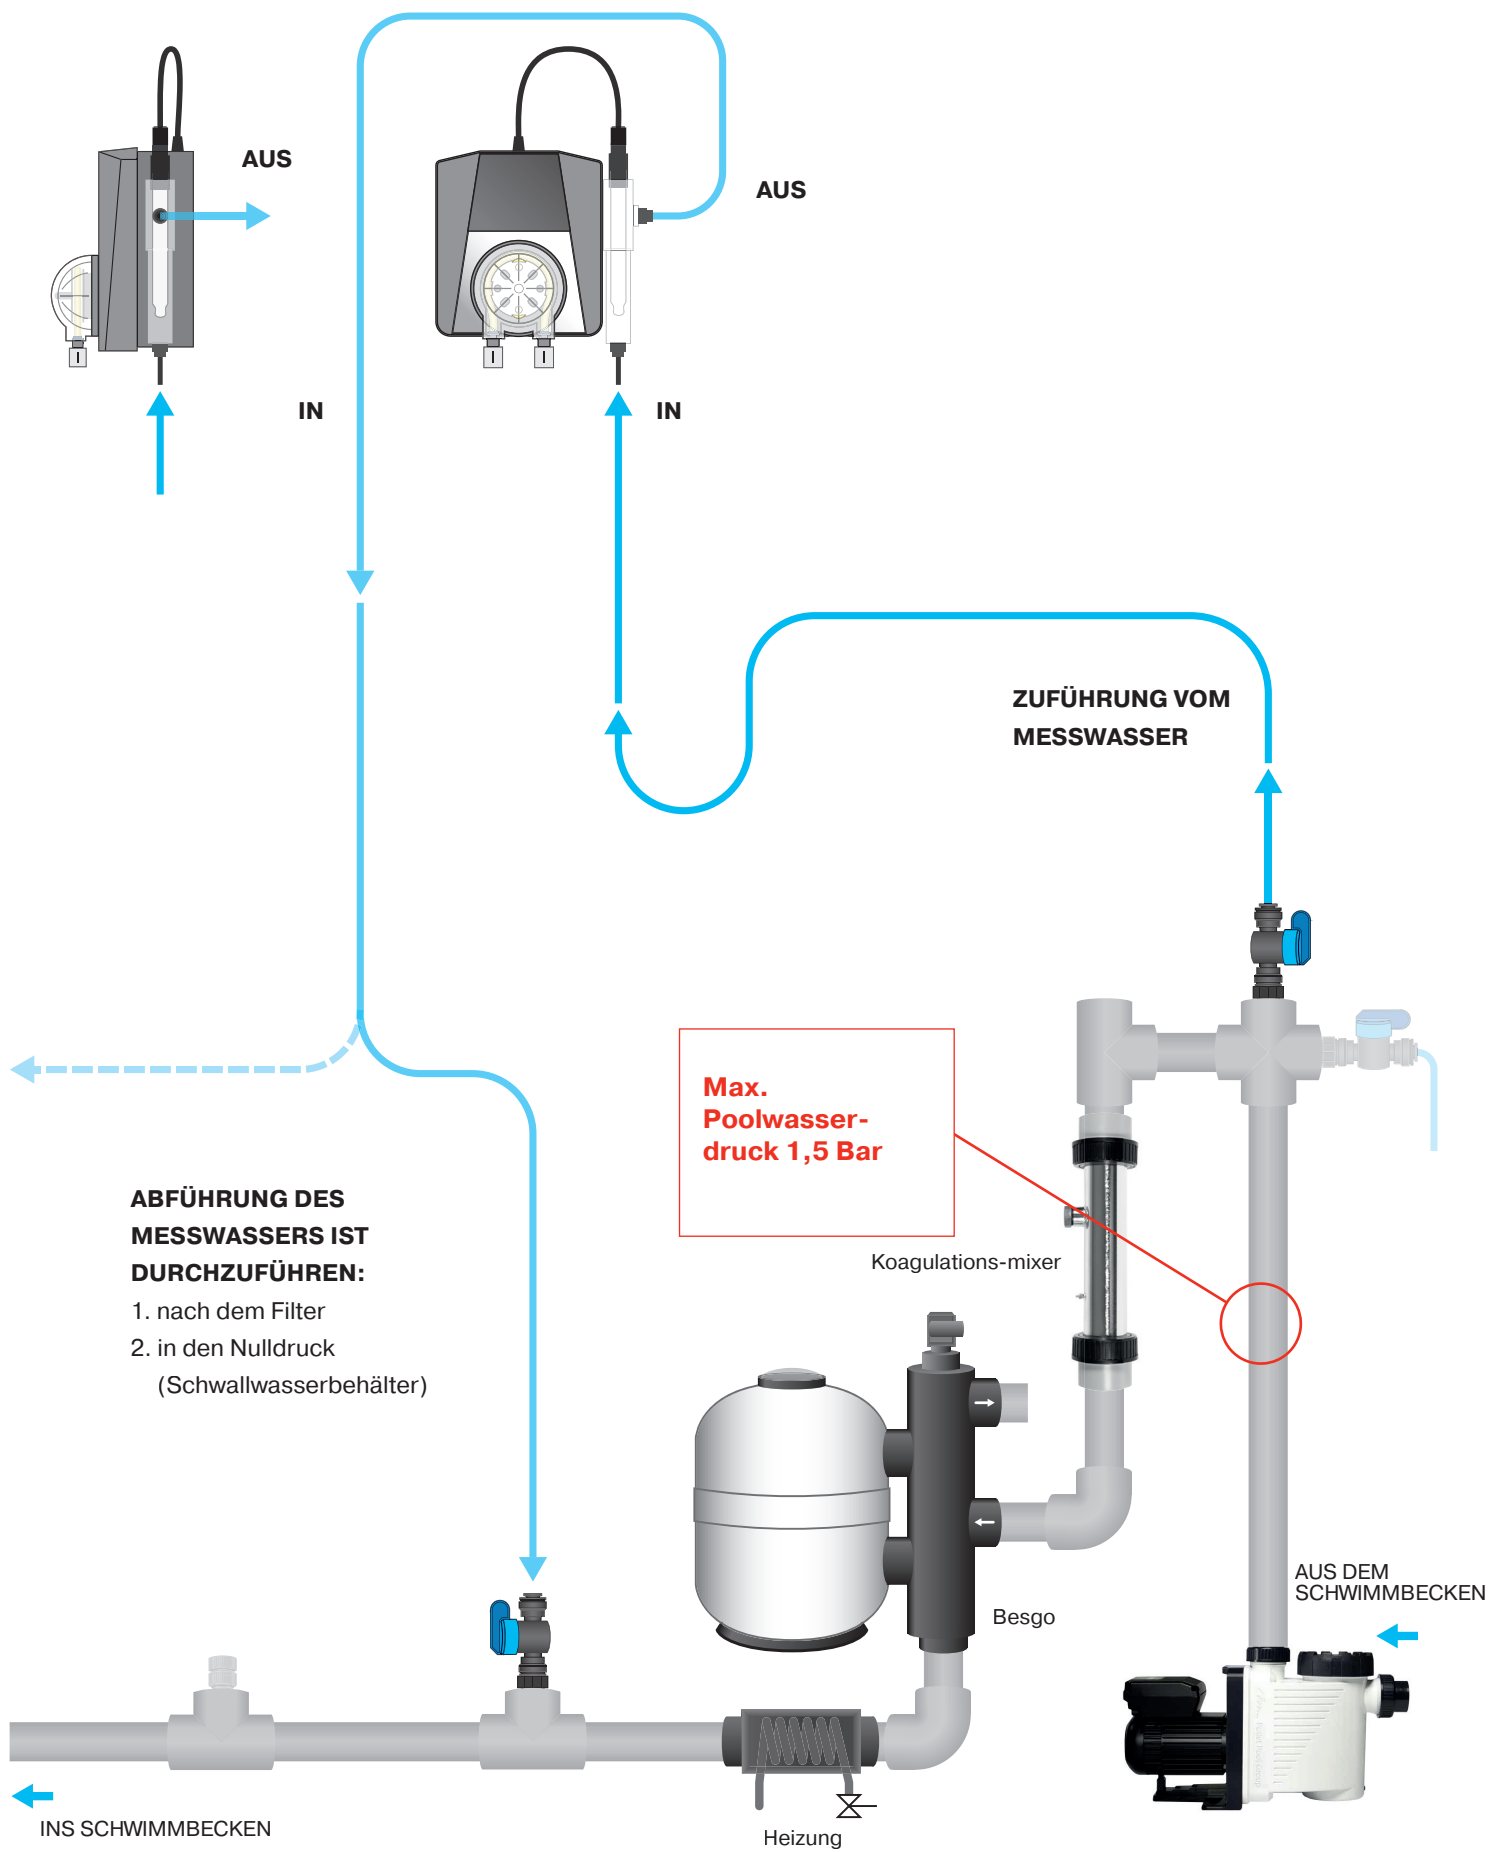 AUS
AUS
IN
IN
ZUFÜHRUNG VOM
MESSWASSER
Max.
Poolwasser-
druck 1,5 Bar
ABFÜHRUNG DES
MESSWASSERS IST
DURCHZUFÜHREN:
1. nach dem Filter
2. in den Nulldruck
(Schwallwasserbehälter)
Koagulations-mixer
Besgo
AUS DEM
SCHWIMMBECKEN
INS SCHWIMMBECKEN
Heizung